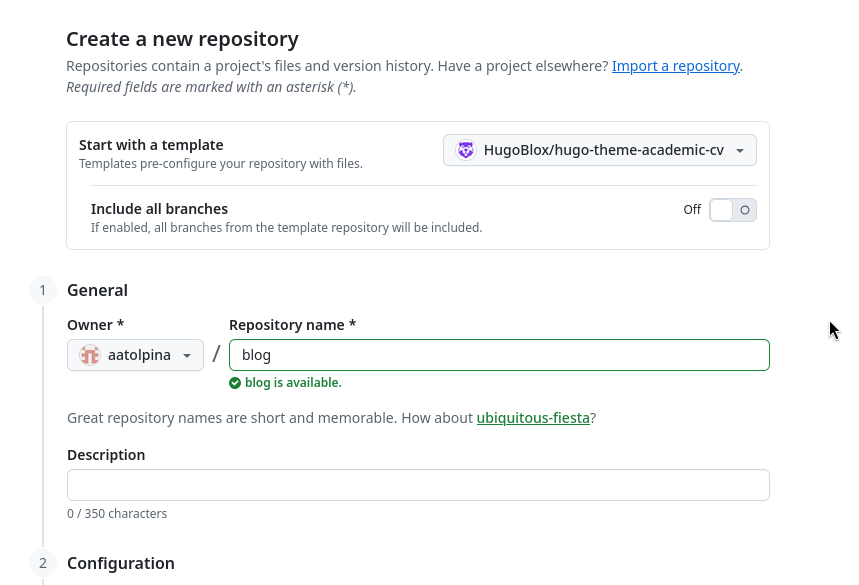 Create a new repository
Repositories contain a project's files and version history. Have a project elsewhere? Import a repository.
Required fields are marked with an asterisk (*).
Start with a template
HugoBlox/hugo-theme-academic-cv
Templates pre-configure your repository with files.
Include all branches
Off
If enabled, all branches from the template repository will be included.
1 General
Owner * Repository name *
aatolpina / blog
blog is available.
Great repository names are short and memorable. How about ubiquitous-fiesta?
Description
0 / 350 characters
2 Configuration